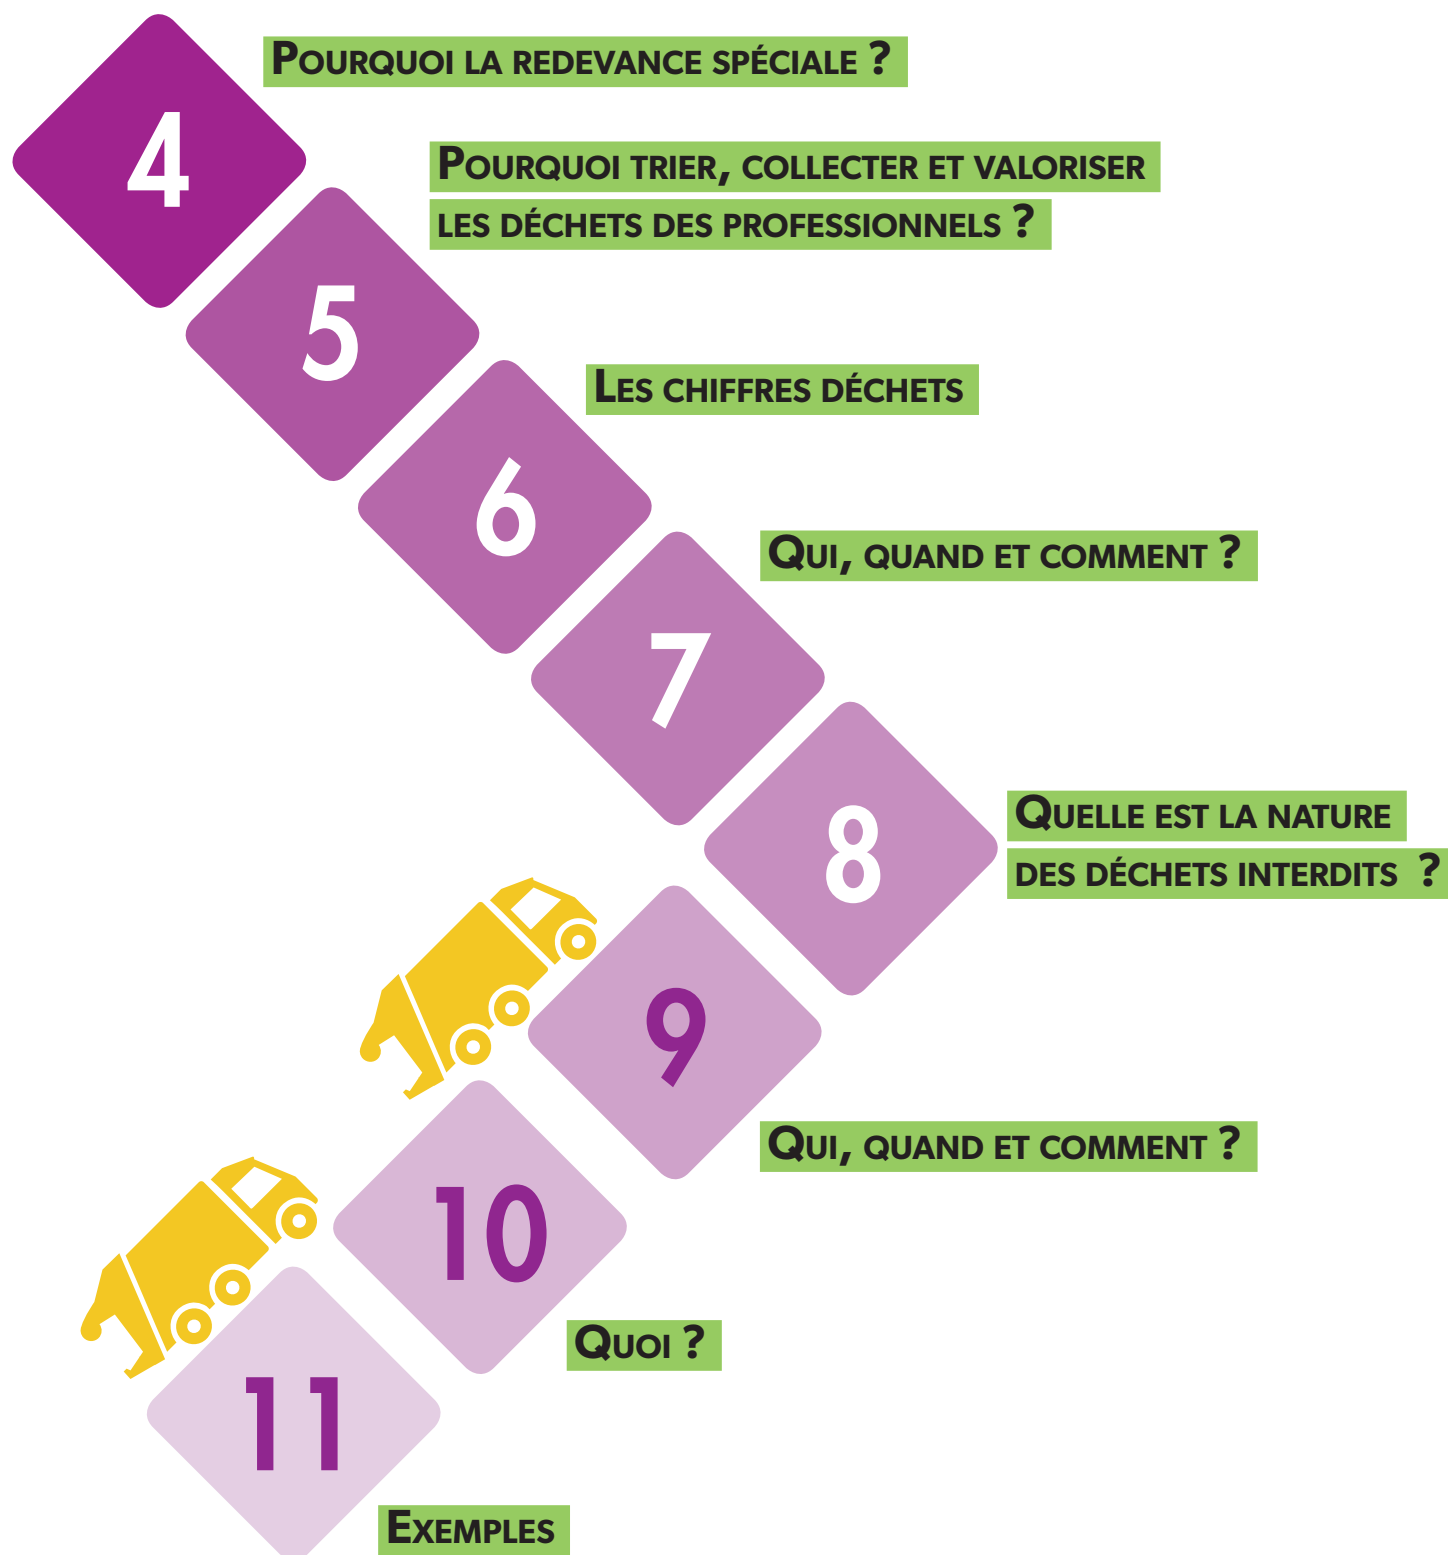 4
POURQUOI LA REDEVANCE SPÉCIALE ?
5
POURQUOI TRIER, COLLECTER ET VALORISER
LES DÉCHETS DES PROFESSIONNELS ?
6
LES CHIFFRES DÉCHETS
7
QUI, QUAND ET COMMENT ?
8
QUELLE EST LA NATURE
DES DÉCHETS INTERDITS ?
9
QUI, QUAND ET COMMENT ?
10
QUOI ?
11
EXEMPLES